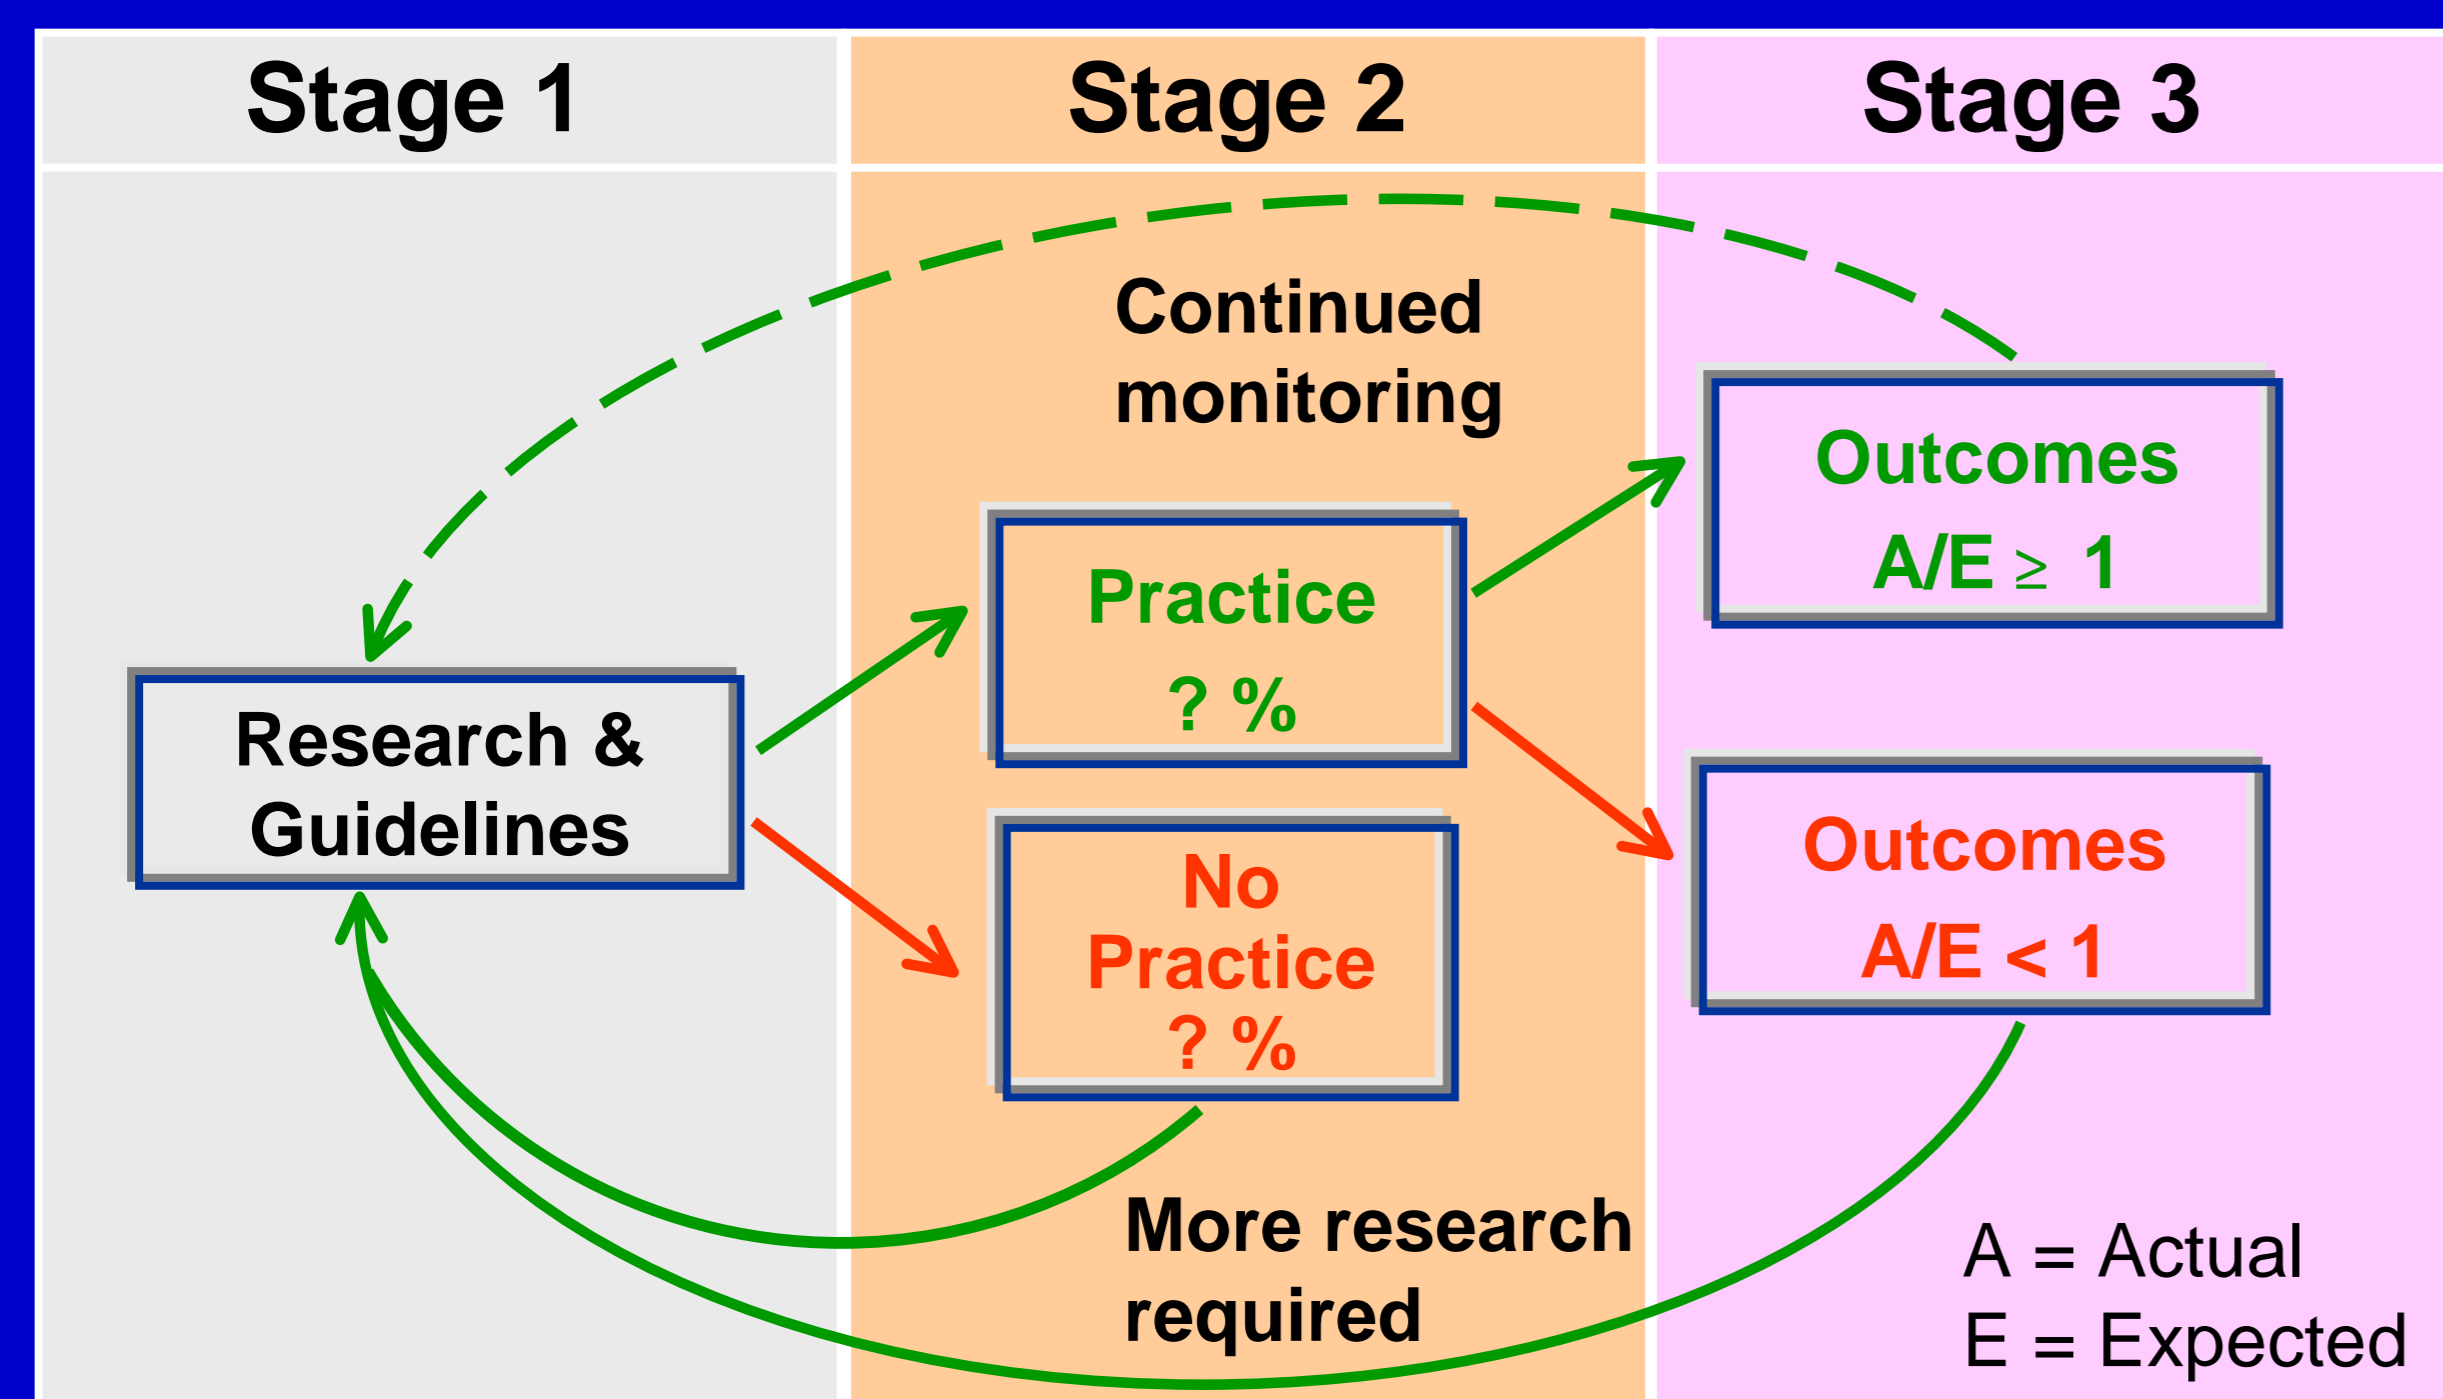 Stage 1
Stage 2
Stage 3
Continued
monitoring
Outcomes
A/E ≥ 1
Practice
? %
Research &
Guidelines
No
Practice
? %
Outcomes
A/E < 1
More research
required
A = Actual
E = Expected